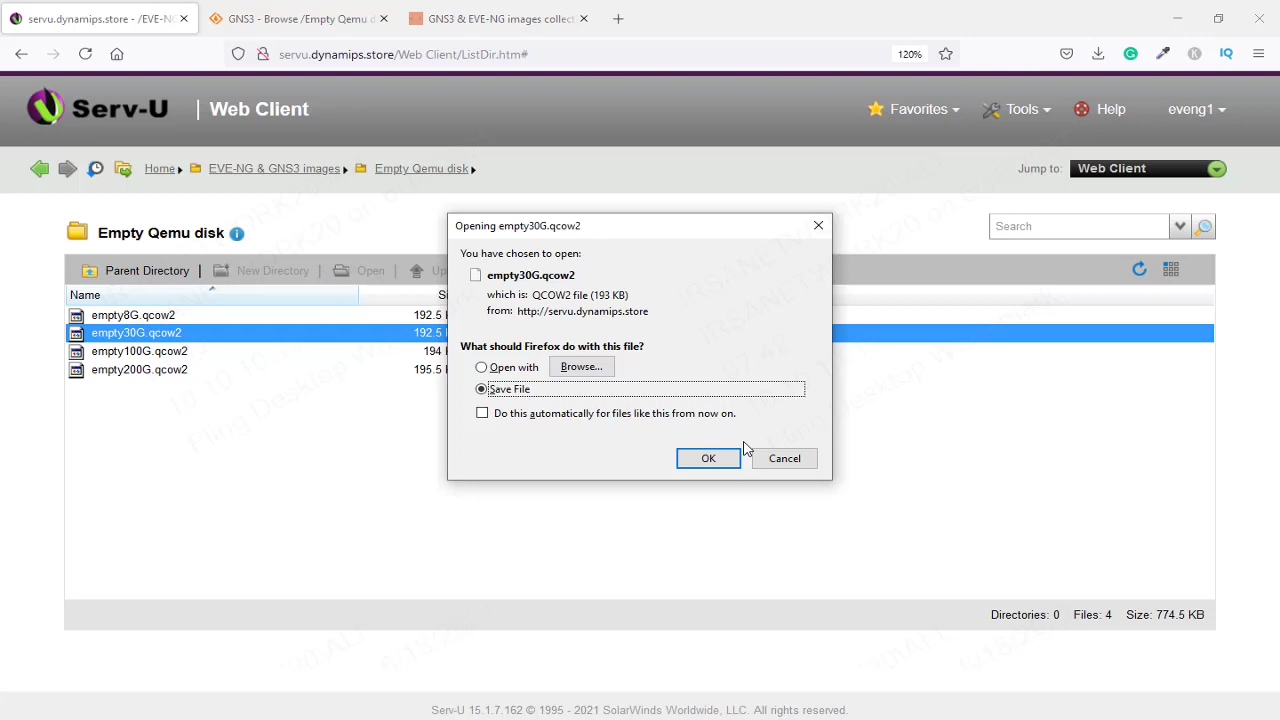 servu.dynamips.store - /EVE-NG
GNS3 - Browse /Empty Qemu d
GNS3 & EVE-NG images collect
servu.dynamips.store/Web Client/ListDir.htm#
120%
K
IQ
Serv-U | Web Client
Favorites
Tools
Help
eveng1
Home
EVE-NG & GNS3 images
Empty Qemu disk
Jump to:
Web Client
Empty Qemu disk
Search
Parent Directory
New Directory
Open
Up
Name
Si
empty8G.qcow2
192.5
empty30G.qcow2
192.5
empty100G.qcow2
194
empty200G.qcow2
195.5
Opening empty30G.qcow2
You have chosen to open:
empty30G.qcow2
which is: QCOW2 file (193 KB)
from: http://servu.dynamips.store
What should Firefox do with this file?
Open with
Browse...
Save File
Do this automatically for files like this from now on.
OK
Cancel
Directories: 0 Files: 4 Size: 774.5 KB
Serv-U 15.1.7.162 © 1995 - 2021 SolarWinds Worldwide, LLC. All rights reserved.